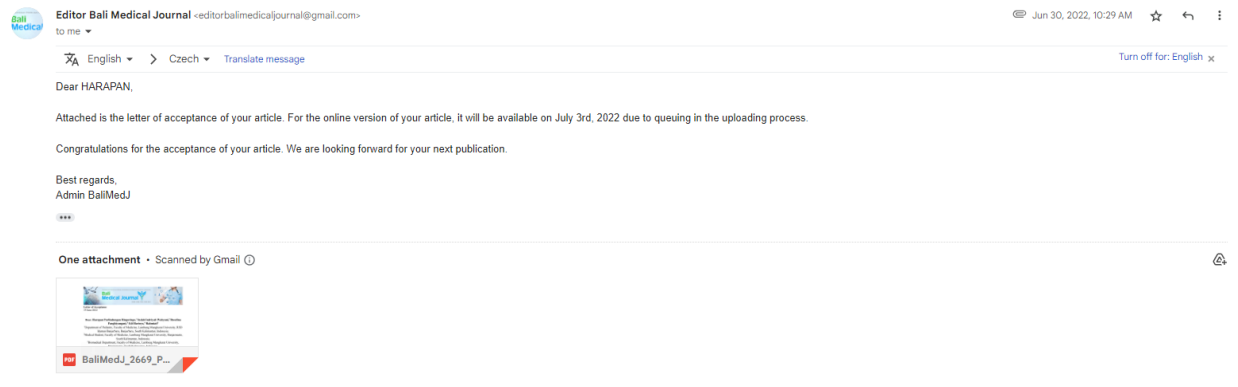 Bali
Medical
Editor Bali Medical Journal <editorbalimedicaljournal@gmail.com>
Jun 30, 2022, 10:29 AM
to me
English > Czech Translate message
Turn off for: English x
Dear HARAPAN,
Attached is the letter of acceptance of your article. For the online version of your article, it will be available on July 3rd, 2022 due to queuing in the uploading process.
Congratulations for the acceptance of your article. We are looking forward for your next publication.
Best regards,
Admin BaliMedJ
One attachment • Scanned by Gmail
Bali
Medical Journal
PDF BaliMedJ_2669_P...